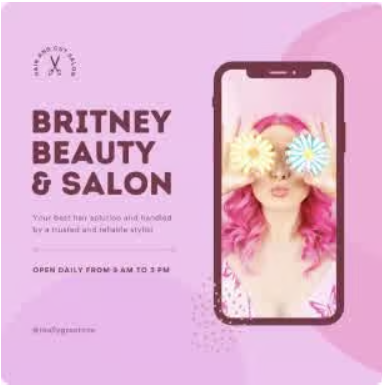 HAIR AND CUT SALON
BRITNEY
BEAUTY
& SALON
Your best hair solution and handled
by a trusted and reliable stylist
OPEN DAILY FROM 9 AM TO 3 PM